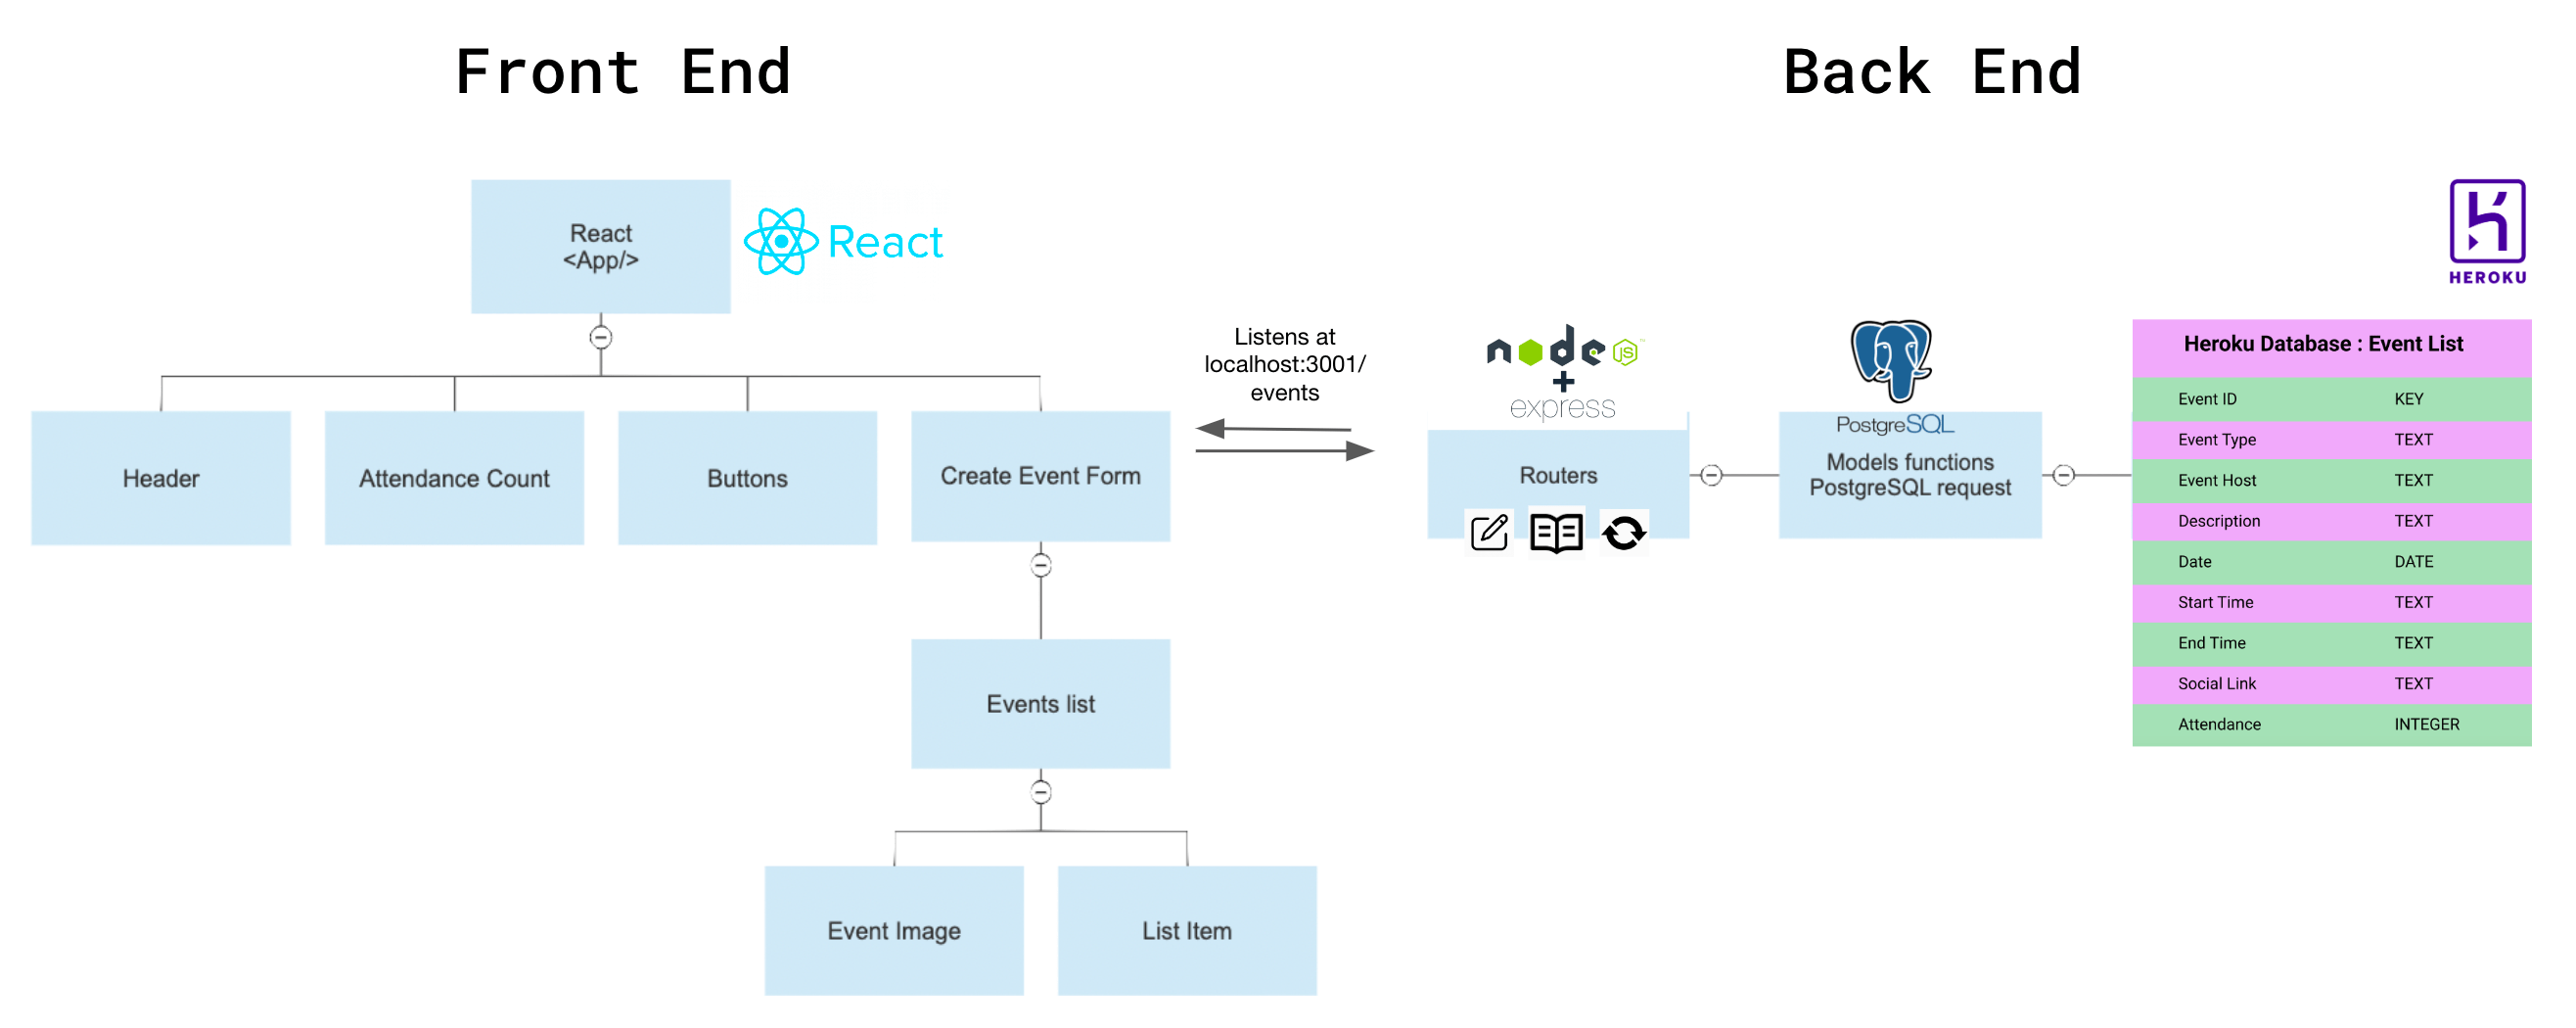 Front End
Back End
React
<App/>
React
HEROKU
Listens at
localhost:3001/
events
node
JS
+
express
PostgreSQL
Header
Attendance Count
Buttons
Create Event Form
Routers
Models functions
PostgreSQL request
Heroku Database : Event List
Event ID KEY
Event Type TEXT
Event Host TEXT
Description TEXT
Date DATE
Start Time TEXT
End Time TEXT
Social Link TEXT
Attendance INTEGER
Events list
Event Image
List Item